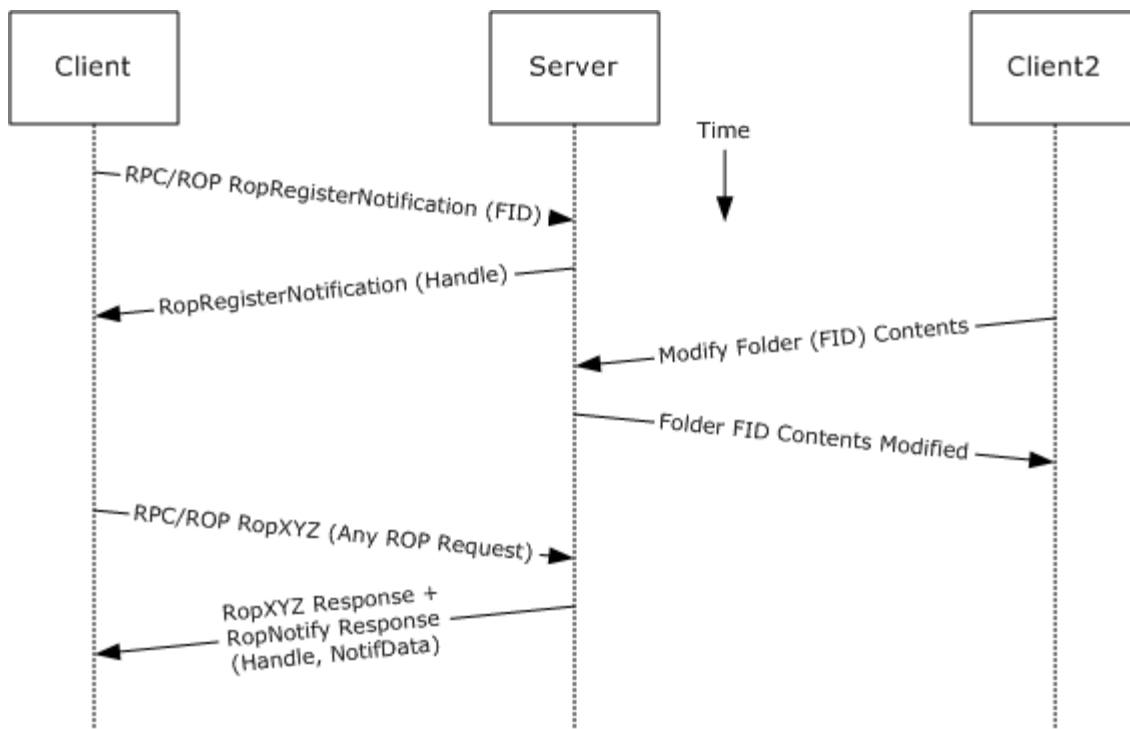 Client
Server
Client2
Time
RPC/ROP RopRegisterNotification (FID)
RopRegisterNotification (Handle)
Modify Folder (FID) Contents
Folder FID Contents Modified
RPC/ROP RopXYZ (Any ROP Request)
RopXYZ Response +
RopNotify Response
(Handle, NotifData)